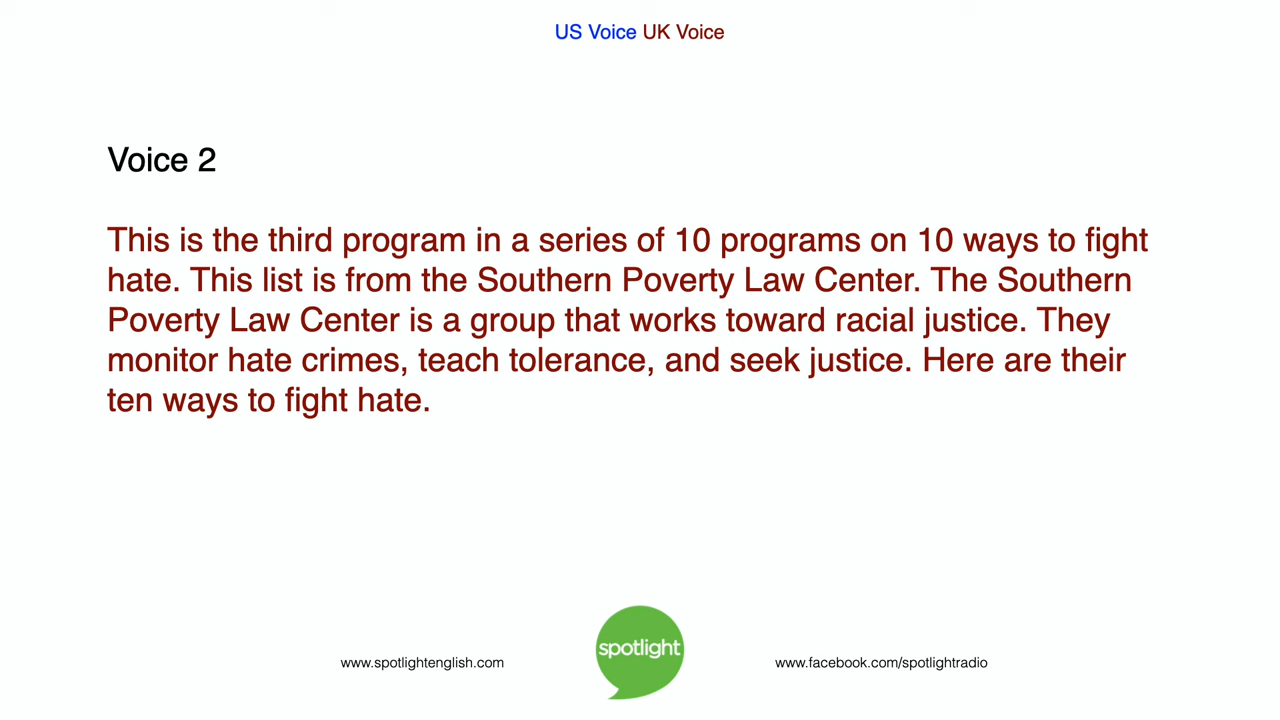 US Voice UK Voice
Voice 2
This is the third program in a series of 10 programs on 10 ways to fight
hate. This list is from the Southern Poverty Law Center. The Southern
Poverty Law Center is a group that works toward racial justice. They
monitor hate crimes, teach tolerance, and seek justice. Here are their
ten ways to fight hate.
www.spotlightenglish.com
spotlight
www.facebook.com/spotlightradio